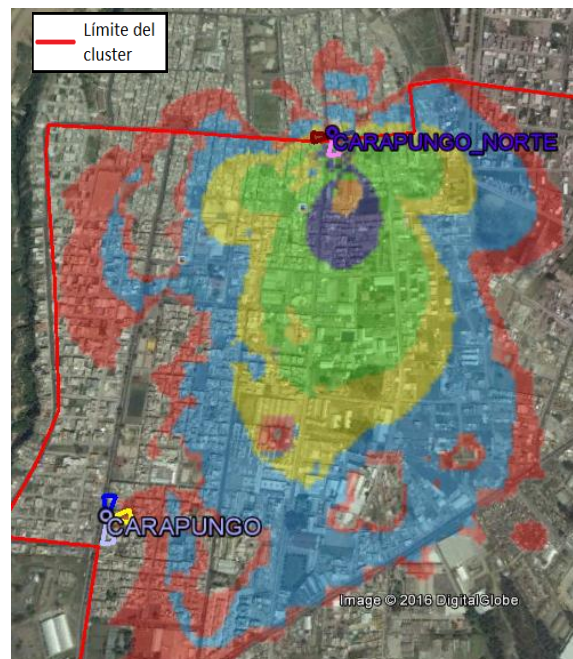 Límite del
cluster
CARAPUNGO_NORTE
CARAPUNGO
Image © 2016 DigitalGlobe